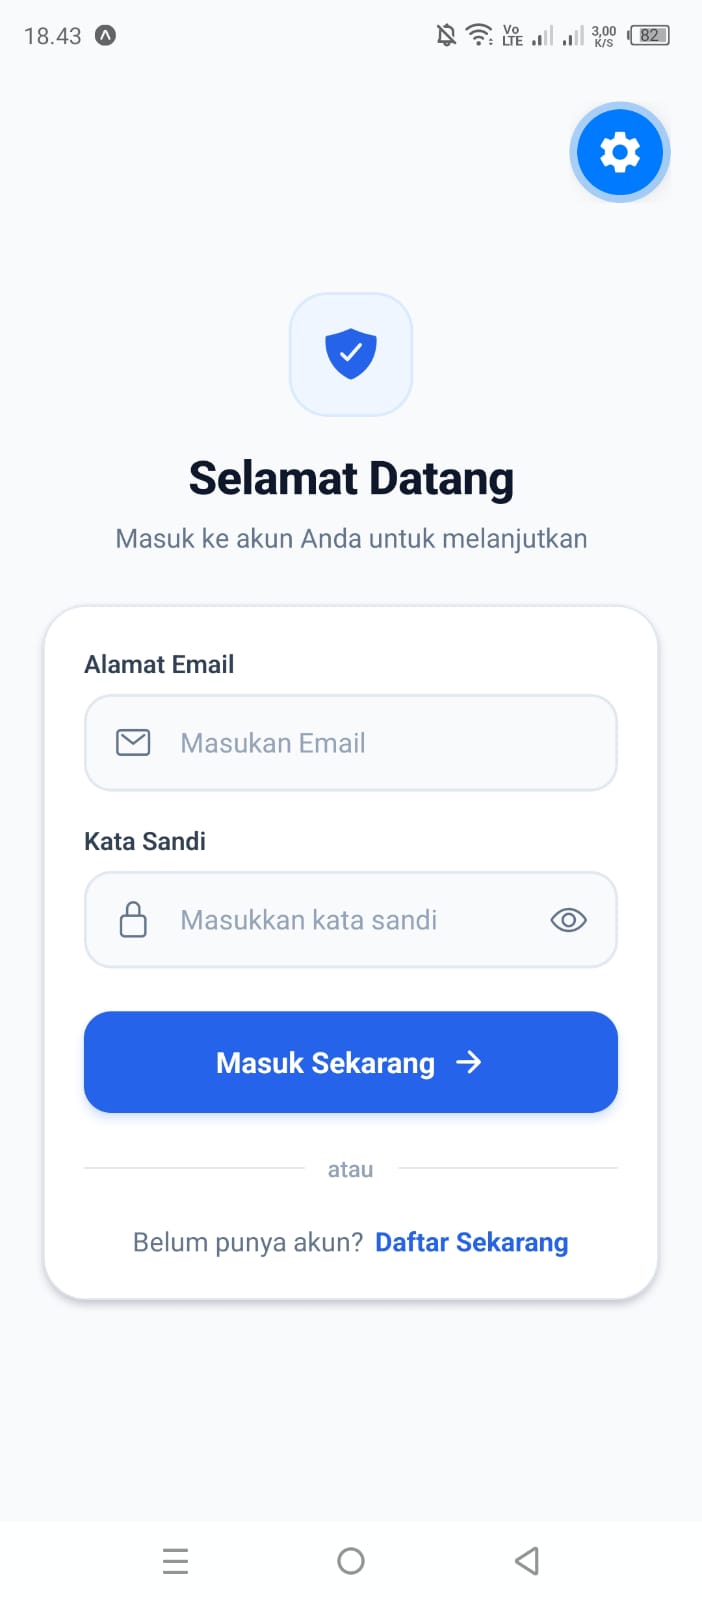 18.43
Vo
LTE
3,00
K/S
82
Selamat Datang
Masuk ke akun Anda untuk melanjutkan
Alamat Email
Masukan Email
Kata Sandi
Masukkan kata sandi
Masuk Sekarang →
atau
Belum punya akun? Daftar Sekarang